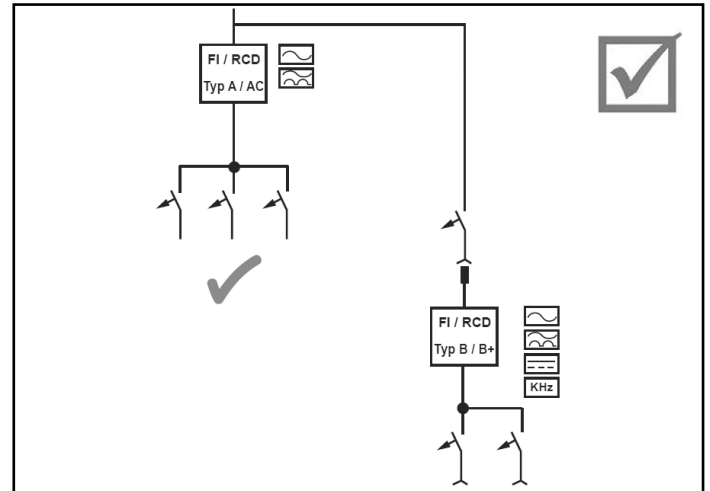 FI / RCD
Typ A / AC
FI / RCD
Typ B / B+
KHz